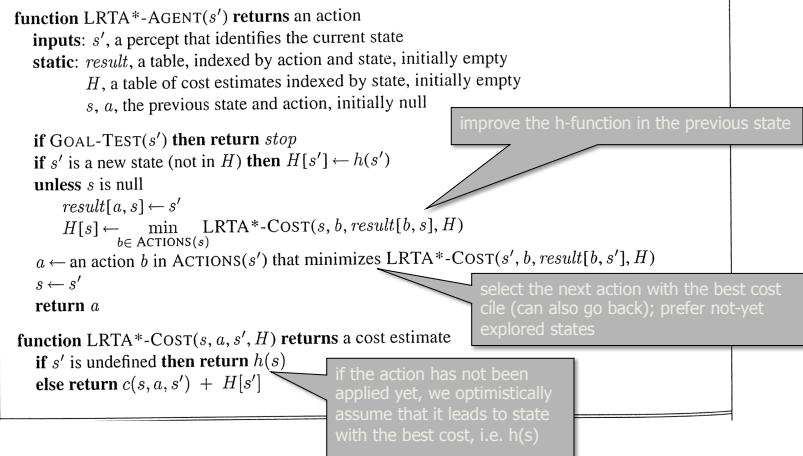 function LRTA*-AGENT(s′) returns an action
inputs: s′, a percept that identifies the current state
static: result, a table, indexed by action and state, initially empty
H, a table of cost estimates indexed by state, initially empty
s, a, the previous state and action, initially null
improve the h-function in the previous state
if GOAL-TEST(s′) then return stop
if s′ is a new state (not in H) then H[s′] ← h(s′)
unless s is null
result[a, s] ← s′
H[s] ← min LRTA*-COST(s, b, result[b, s], H)
b∈ ACTIONS(s)
a ← an action b in ACTIONS(s′) that minimizes LRTA*-COST(s′, b, result[b, s′], H)
s ← s′
return a
select the next action with the best cost
cíle (can also go back); prefer not-yet
explored states
function LRTA*-COST(s, a, s′, H) returns a cost estimate
if s′ is undefined then return h(s)
else return c(s, a, s′) + H[s′]
if the action has not been
applied yet, we optimistically
assume that it leads to state
with the best cost, i.e. h(s)